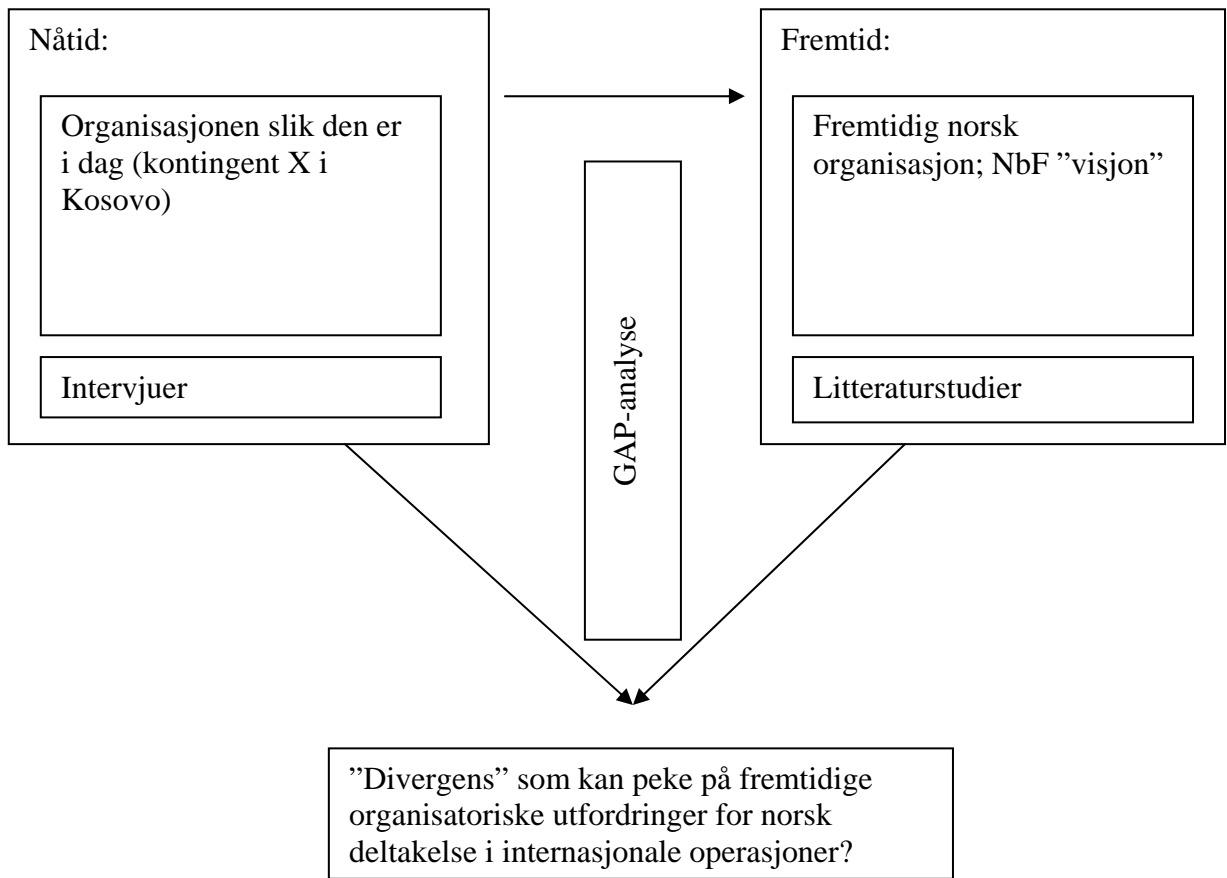 Nåtid:
Organisasjonen slik den er
i dag (kontingent X i
Kosovo)
Intervjuer
GAP-analyse
Fremtid:
Fremtidig norsk
organisasjon; NbF ”visjon”
Litteraturstudier
”Divergens” som kan peke på fremtidige
organisatoriske utfordringer for norsk
deltakelse i internasjonale operasjoner?